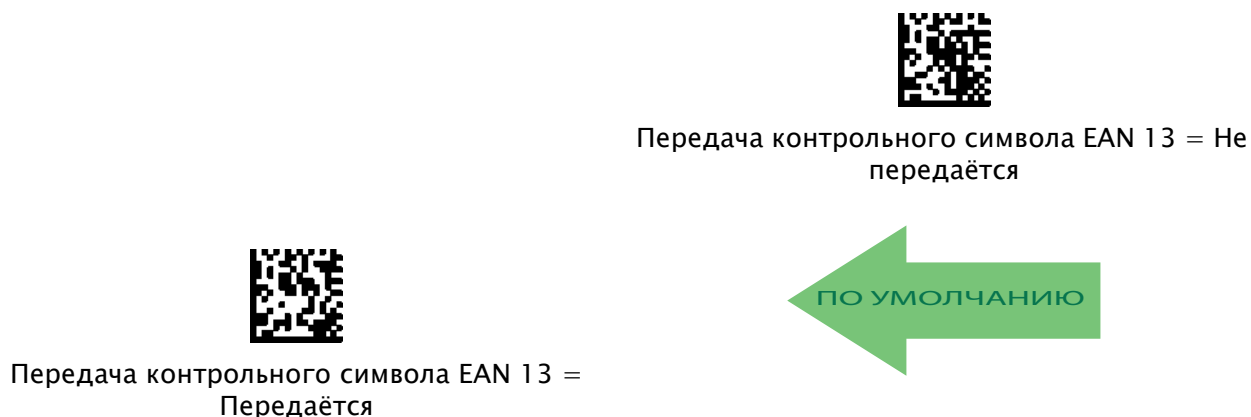 Передача контрольного символа EAN 13 = Не
передаётся
ПО УМОЛЧАНИЮ
Передача контрольного символа EAN 13 =
Передаётся